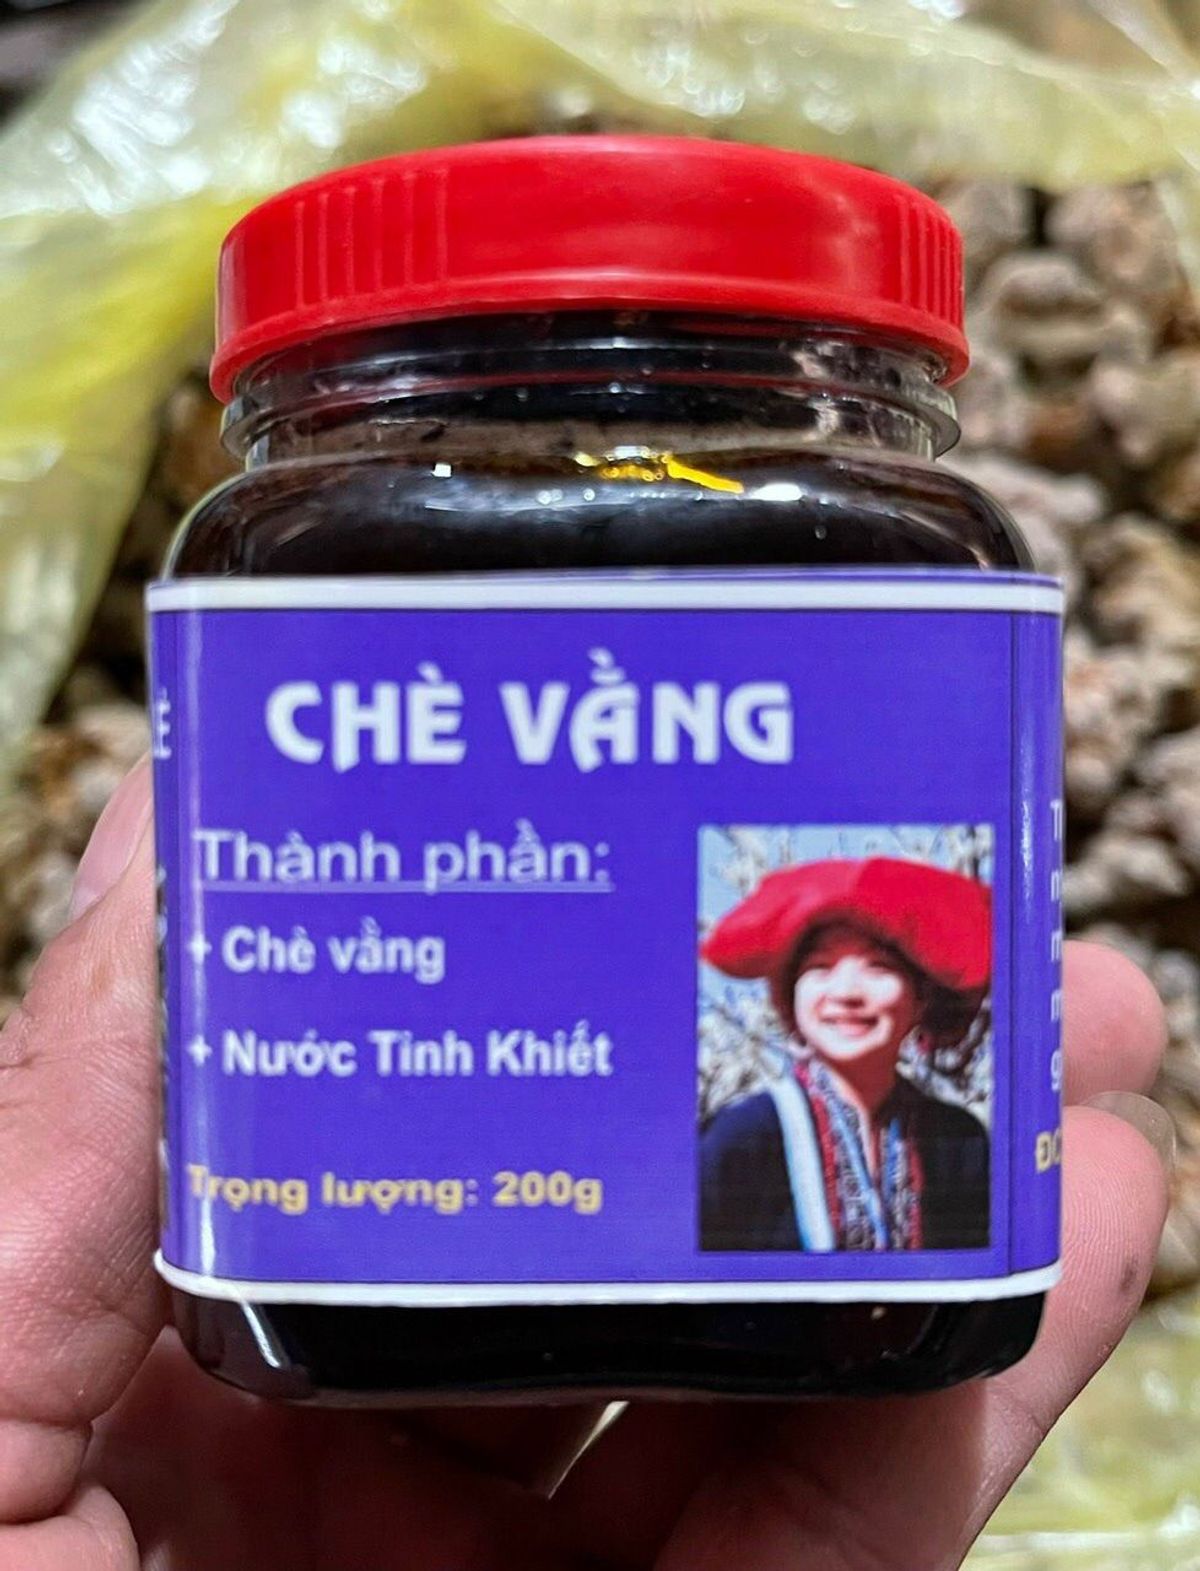 CHÈ VẰNG
Thành phần:
+ Chè vằng
+ Nước Tinh Khiết
Trọng lượng: 200g